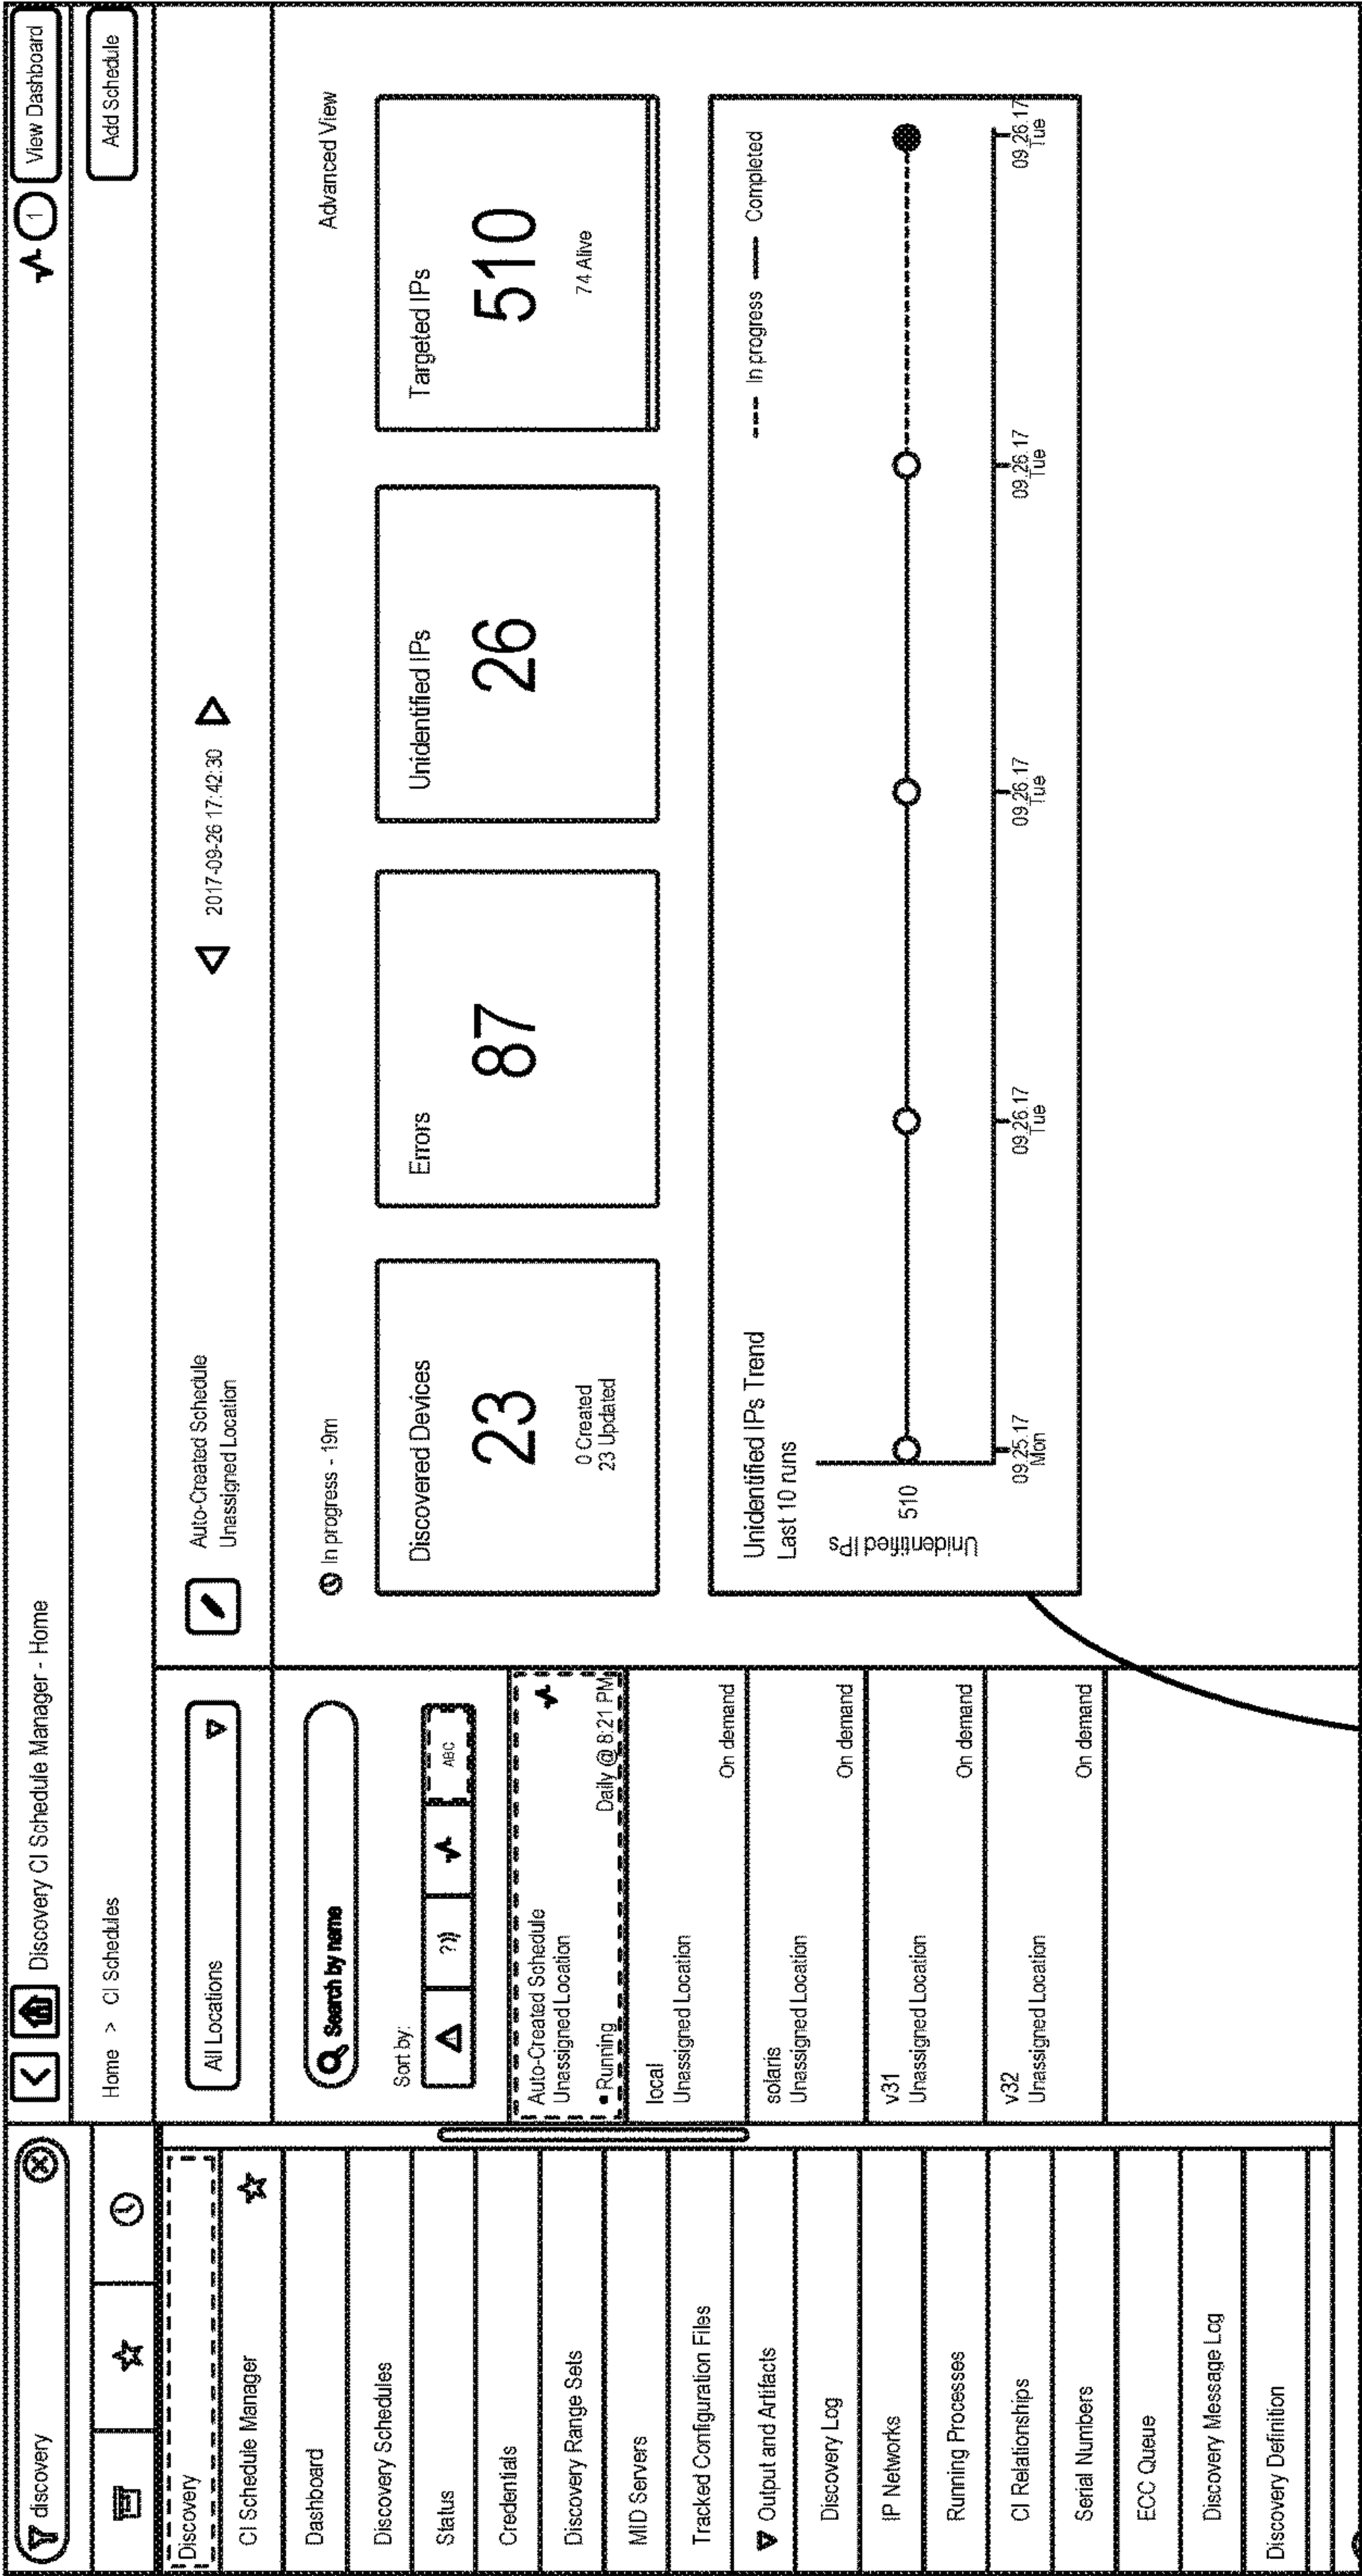 discovery
Discovery CI Schedule Manager - Home
1
View Dashboard
Home > CI Schedules
Add Schedule
Discovery
CI Schedule Manager
Dashboard
Discovery Schedules
Status
Credentials
Discovery Range Sets
MID Servers
Tracked Configuration Files
Output and Artifacts
Discovery Log
IP Networks
Running Processes
CI Relationships
Serial Numbers
ECC Queue
Discovery Message Log
Discovery Definition
All Locations
Search by name
Sort by:
?)) ABC
Auto-Created Schedule
Unassigned Location
Running Daily @ 8:21 PM
local
Unassigned Location
On demand
solaris
Unassigned Location
On demand
v31
Unassigned Location
On demand
v32
Unassigned Location
On demand
Auto-Created Schedule
Unassigned Location
2017-09-26 17:42:30
In progress - 19m
Advanced View
Discovered Devices
23
0 Created
23 Updated
Errors
87
Unidentified IPs
26
Targeted IPs
510
74 Alive
Unidentified IPs Trend
Last 10 runs
In progress Completed
Unidentified IPs
510
09.25.17 09.26.17 09.26.17 09.26.17 09.26.17
Mon Tue Tue Tue Tue